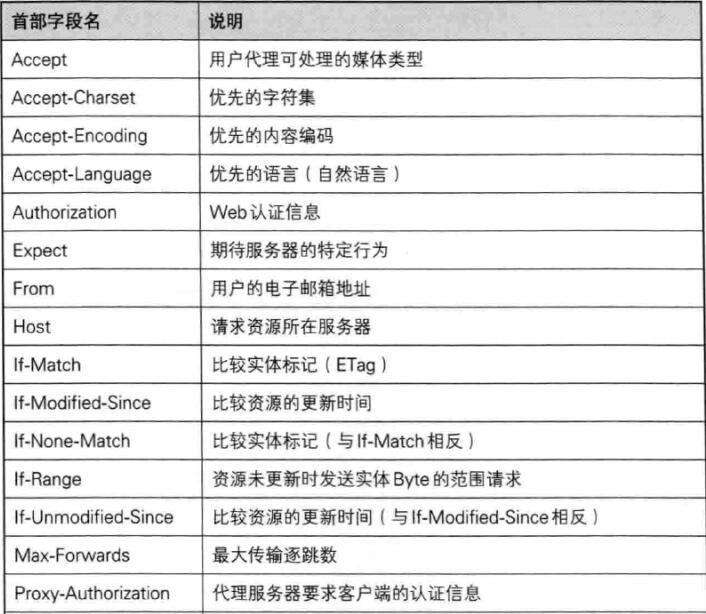 首部字段名 说明
Accept 用户代理可处理的媒体类型
Accept-Charset 优先的字符集
Accept-Encoding 优先的内容编码
Accept-Language 优先的语言（自然语言）
Authorization Web认证信息
Expect 期待服务器的特定行为
From 用户的电子邮箱地址
Host 请求资源所在服务器
If-Match 比较实体标记（ETag）
If-Modified-Since 比较资源的更新时间
If-None-Match 比较实体标记（与If-Match相反）
If-Range 资源未更新时发送实体Byte的范围请求
If-Unmodified-Since 比较资源的更新时间（与If-Modified-Since相反）
Max-Forwards 最大传输逐跳数
Proxy-Authorization 代理服务器要求客户端的认证信息